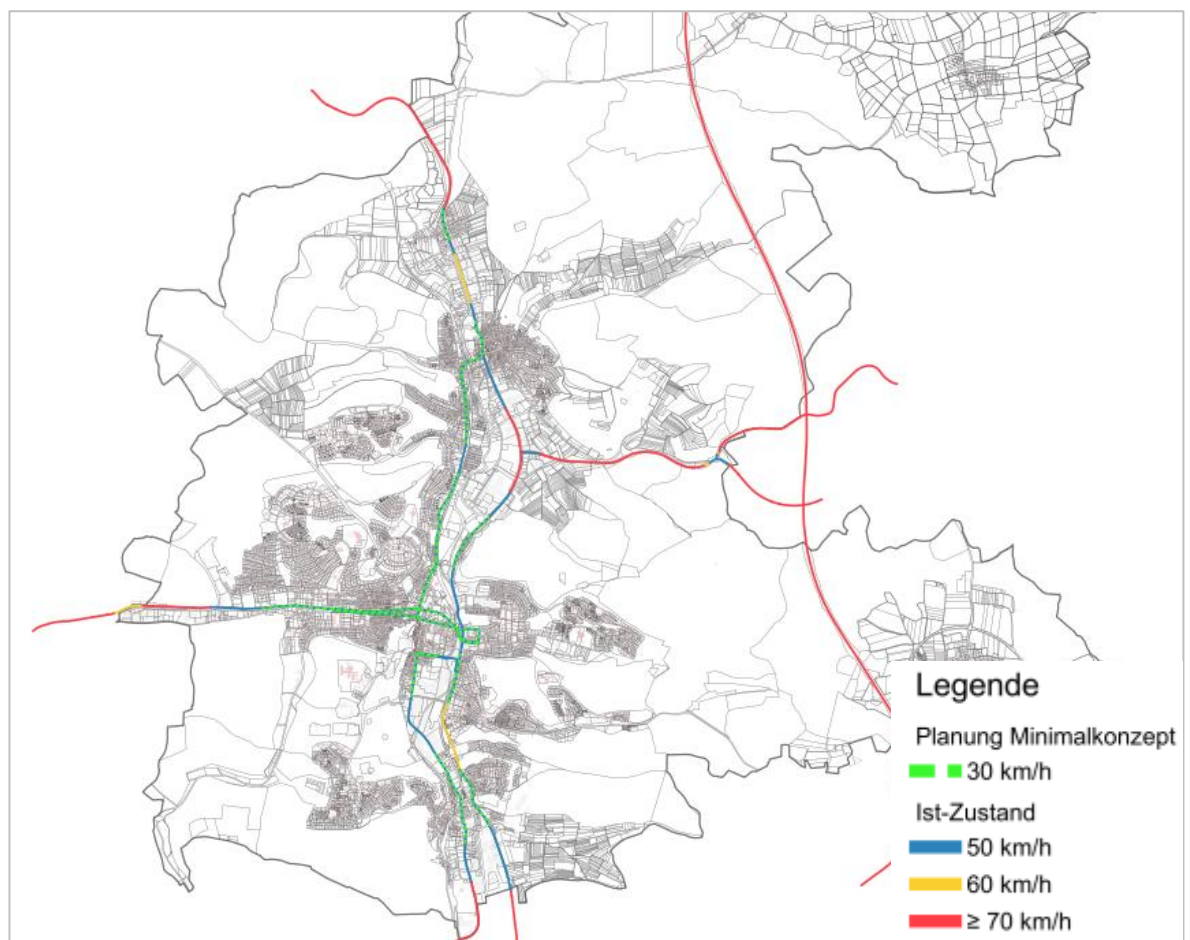 Legende
Planung Minimalkonzept
30 km/h
Ist-Zustand
50 km/h
60 km/h
≥ 70 km/h